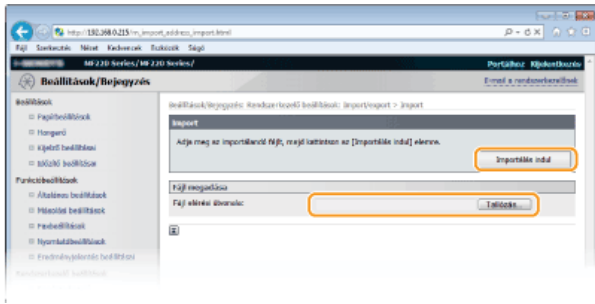 http://192.168.0.215/m_import_address_import.html
Fájl Szerkesztés Nézet Kedvencek Eszközök Súgó
MF220 Series/MF220 Series/
Portálhoz Kijelentkezés
Beállítások/Bejegyzés
E-mail a rendszerkezelőnek
Beállítások
Papírbeállítások
Hangerő
Kijelző beállításai
Időzítő beállításai
Funkcióbeállítások
Általános beállítások
Másolási beállítások
Faxbeállítások
Nyomtatóbeállítások
Eredményjelentés beállításai
Beállítások/Bejegyzés: Rendszerkezelő beállítások: Import/export > Import
Import
Adja meg az importálandó fájlt, majd kattintson az [Importálás indul] elemre.
Importálás indul
Fájl megadása
Fájl elérési útvonala:
Tallózás...